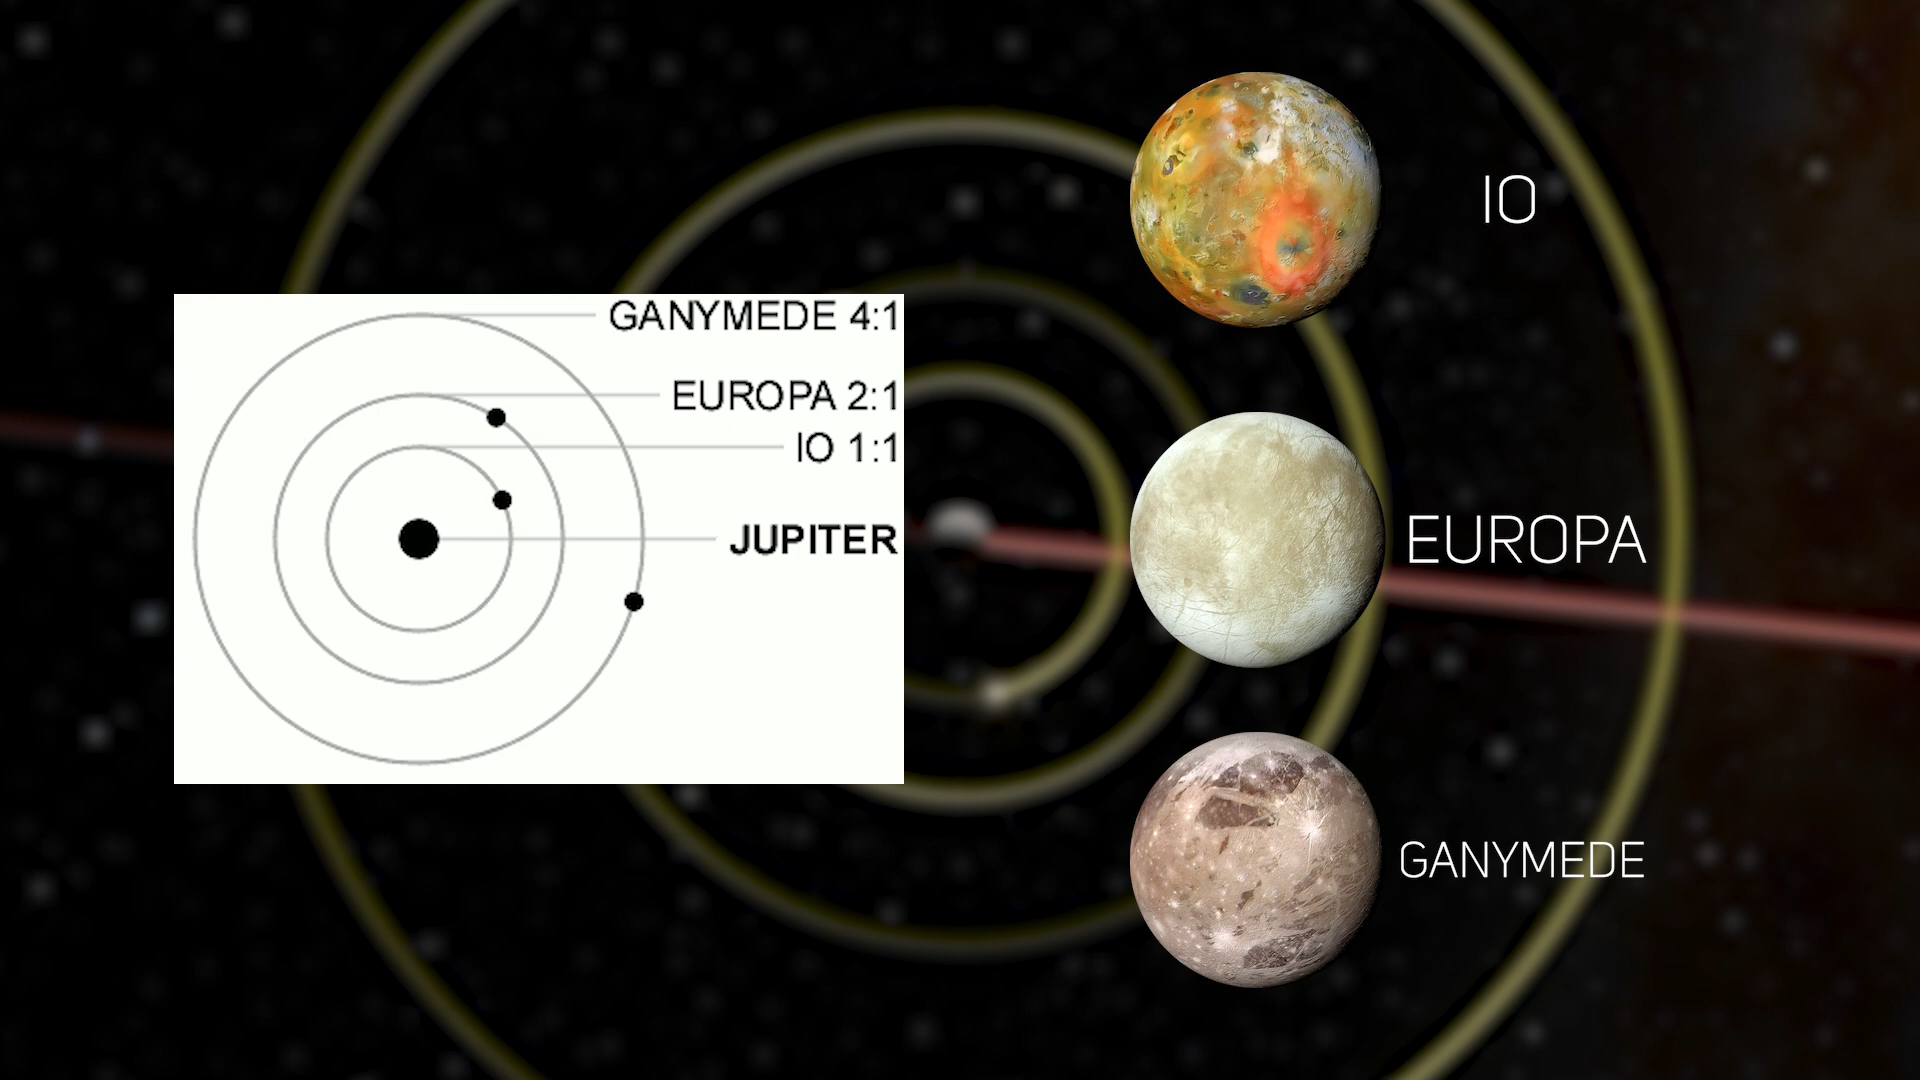 GANYMEDE 4:1
EUROPA 2:1
IO 1:1
JUPITER
IO
EUROPA
GANYMEDE